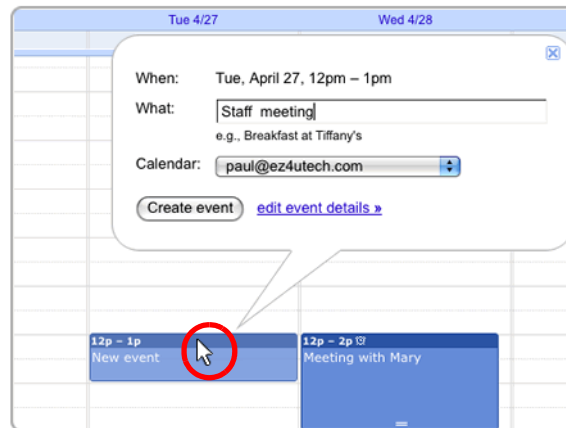 Tue 4/27 Wed 4/28
When: Tue, April 27, 12pm – 1pm
What: Staff meeting
e.g., Breakfast at Tiffany's
Calendar: paul@ez4utech.com
Create event edit event details »
12p – 1p 12p – 2p
New event Meeting with Mary